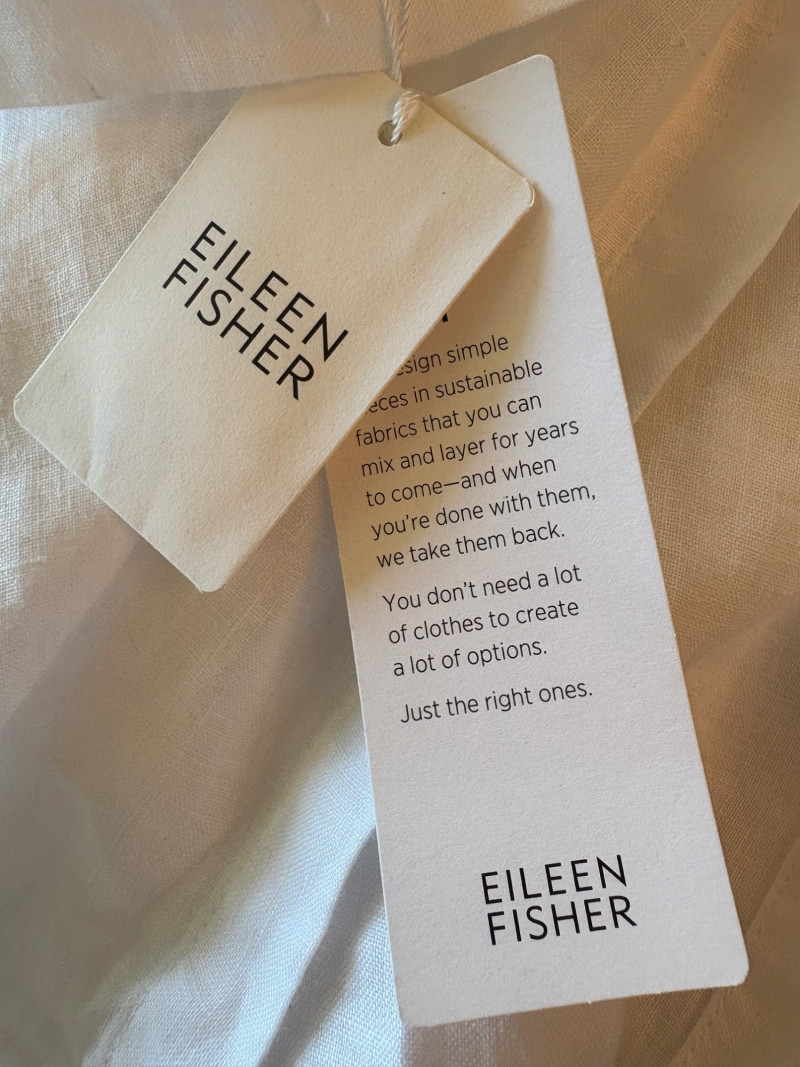 EILEEN
FISHER
simple
in sustainable
fabrics that you can
mix and layer for years
to come—and when
you're done with them,
we take them back.
You don't need a lot
of clothes to create
a lot of options.
Just the right ones.
EILEEN
FISHER